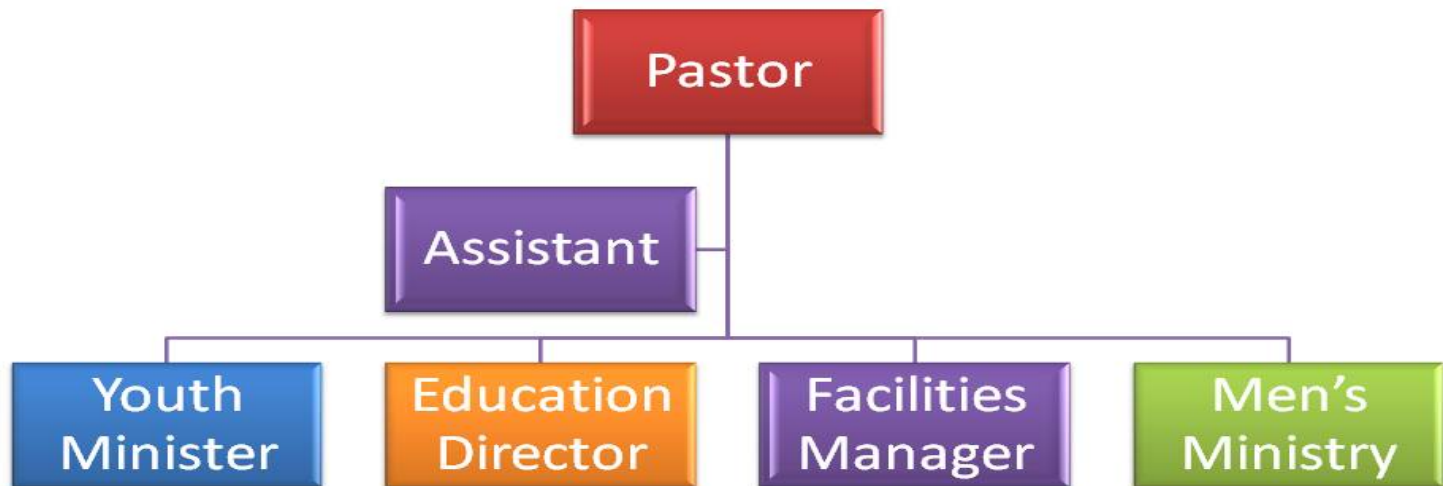 Pastor
Assistant
Youth
Minister
Education
Director
Facilities
Manager
Men’s
Ministry